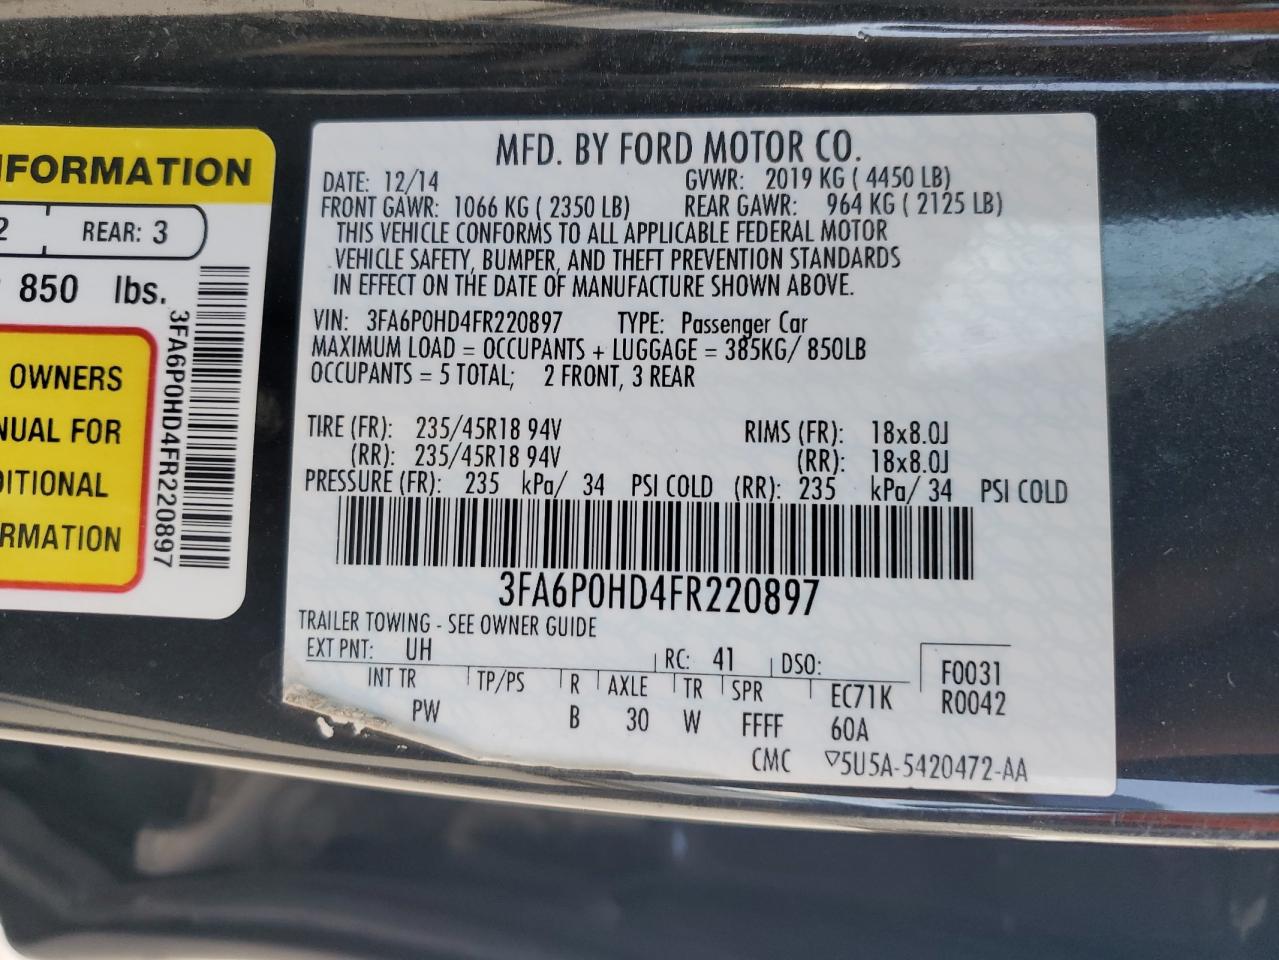 NFORMATION
2 REAR: 3
850 lbs.
OWNERS
NUAL FOR
DITIONAL
RMATION
3FA6P0HD4FR220897
MFD. BY FORD MOTOR CO.
DATE: 12/14 GVWR: 2019 KG ( 4450 LB)
FRONT GAWR: 1066 KG ( 2350 LB) REAR GAWR: 964 KG ( 2125 LB)
THIS VEHICLE CONFORMS TO ALL APPLICABLE FEDERAL MOTOR
VEHICLE SAFETY, BUMPER, AND THEFT PREVENTION STANDARDS
IN EFFECT ON THE DATE OF MANUFACTURE SHOWN ABOVE.
VIN: 3FA6P0HD4FR220897 TYPE: Passenger Car
MAXIMUM LOAD = OCCUPANTS + LUGGAGE = 385KG/ 850LB
OCCUPANTS = 5 TOTAL; 2 FRONT, 3 REAR
TIRE (FR): 235/45R18 94V RIMS (FR): 18x8.0J
(RR): 235/45R18 94V (RR): 18x8.0J
PRESSURE (FR): 235 kPa/ 34 PSI COLD (RR): 235 kPa/ 34 PSI COLD
3FA6P0HD4FR220897
TRAILER TOWING - SEE OWNER GUIDE
EXT PNT: UH RC: 41 DSO: F0031
INT TR TP/PS R AXLE TR SPR EC71K R0042
PW B 30 W FFFF 60A
CMC ▽5U5A-5420472-AA